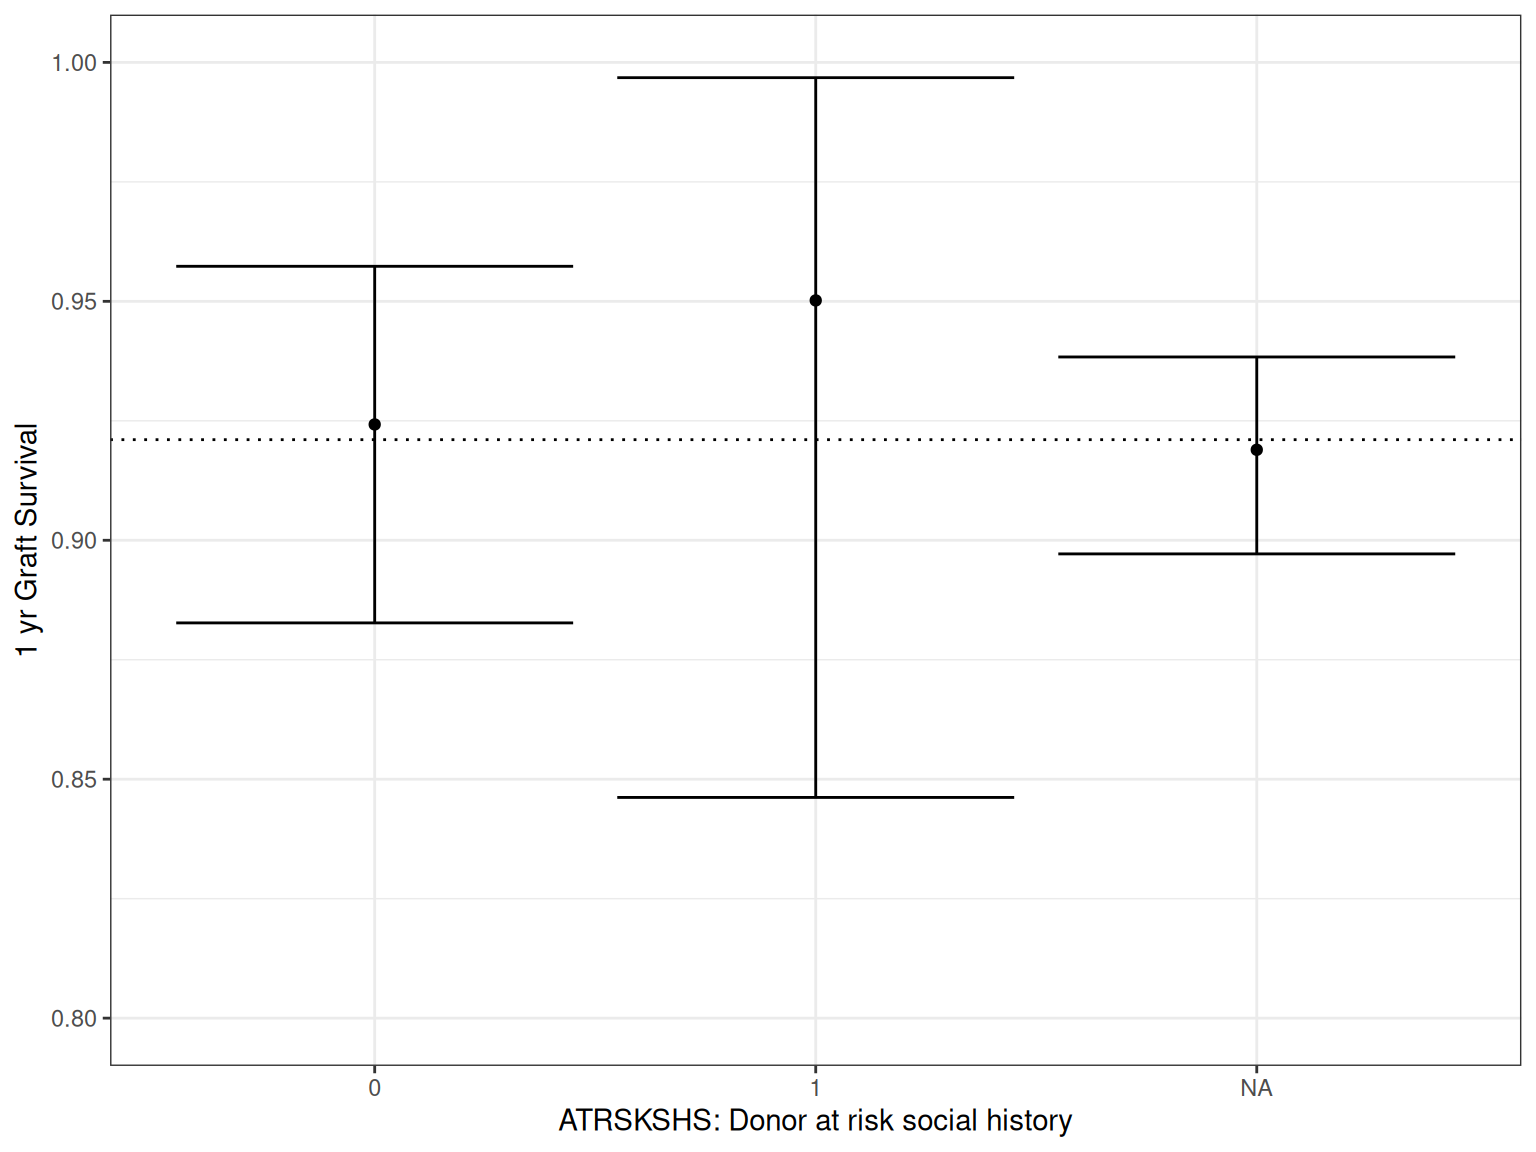 1.00
0.95
0.90
0.85
0.80
1 yr Graft Survival
0
1
NA
ATRSKSHS: Donor at risk social history